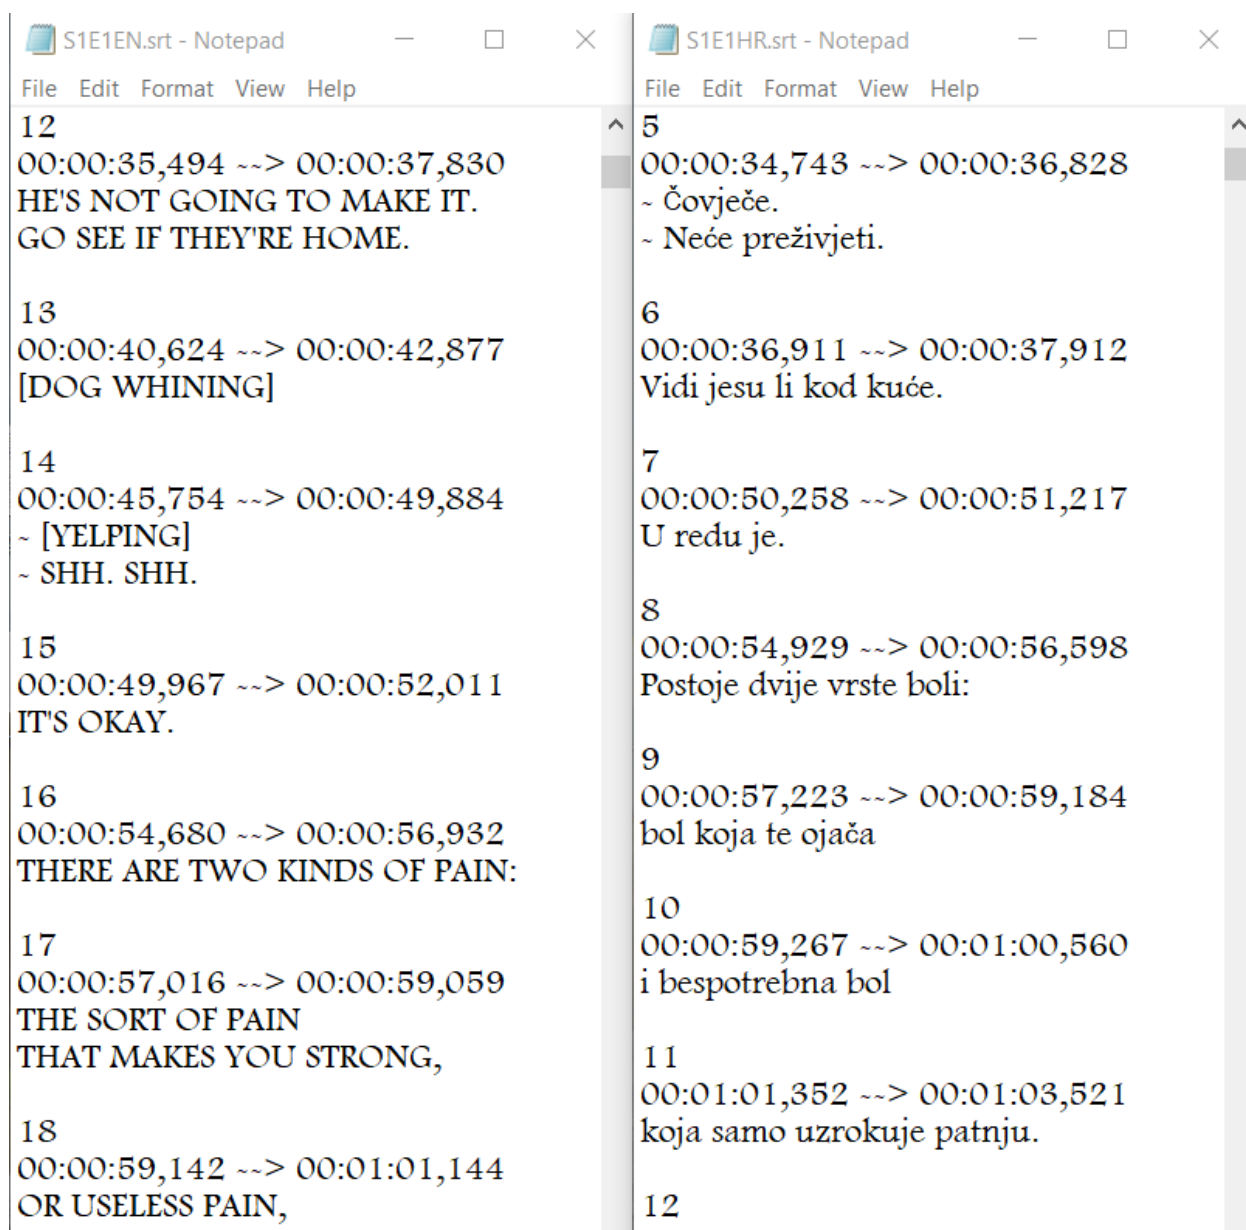 S1E1EN.srt - Notepad
File Edit Format View Help
12
00:00:35,494 --> 00:00:37,830
HE'S NOT GOING TO MAKE IT.
GO SEE IF THEY'RE HOME.
13
00:00:40,624 --> 00:00:42,877
[DOG WHINING]
14
00:00:45,754 --> 00:00:49,884
- [YELPING]
- SHH. SHH.
15
00:00:49,967 --> 00:00:52,011
IT'S OKAY.
16
00:00:54,680 --> 00:00:56,932
THERE ARE TWO KINDS OF PAIN:
17
00:00:57,016 --> 00:00:59,059
THE SORT OF PAIN
THAT MAKES YOU STRONG,
18
00:00:59,142 --> 00:01:01,144
OR USELESS PAIN,
S1E1HR.srt - Notepad
File Edit Format View Help
5
00:00:34,743 --> 00:00:36,828
- Čovječe.
- Neće preživjeti.
6
00:00:36,911 --> 00:00:37,912
Vidi jesu li kod kuće.
7
00:00:50,258 --> 00:00:51,217
U redu je.
8
00:00:54,929 --> 00:00:56,598
Postoje dvije vrste boli:
9
00:00:57,223 --> 00:00:59,184
bol koja te ojača
10
00:00:59,267 --> 00:01:00,560
i bespotrebna bol
11
00:01:01,352 --> 00:01:03,521
koja samo uzrokuje patnju.
12